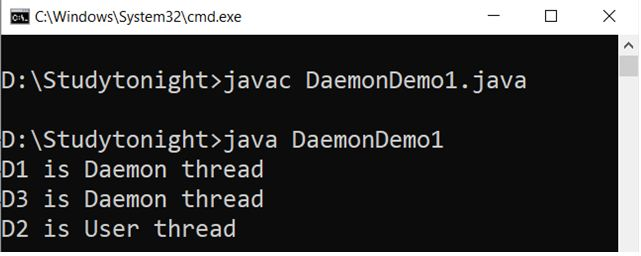 C:\Windows\System32\cmd.exe
D:\Studytonight>javac DaemonDemo1.java
D:\Studytonight>java DaemonDemo1
D1 is Daemon thread
D3 is Daemon thread
D2 is User thread